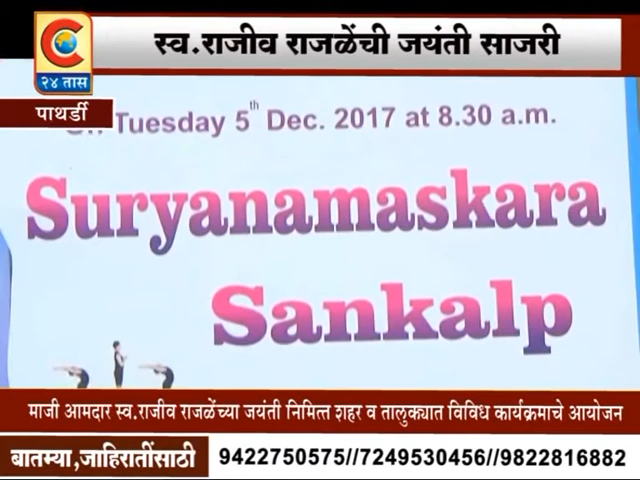 स्व.राजीव राजळेंची जयंती साजरी
C
२४ तास
पाथर्डी
Tuesday 5th Dec. 2017 at 8.30 a.m.
Suryanamaskara
Sankalp
माजी आमदार स्व.राजीव राजळेंच्या जयंती निमित्त शहर व तालुक्यात विविध कार्यक्रमाचे आयोजन
बातम्या,जाहिरातींसाठी
9422750575//7249530456//9822816882